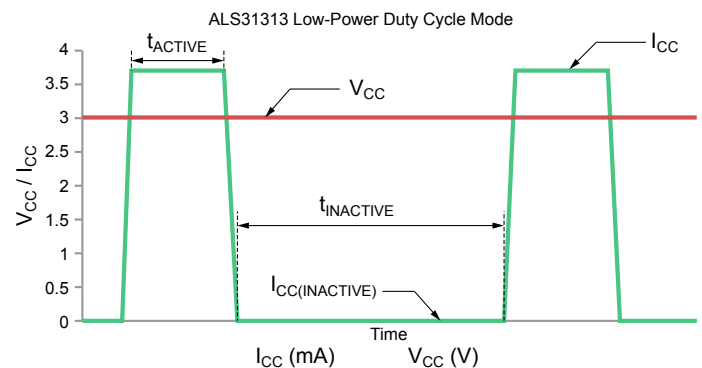 ALS31313 Low-Power Duty Cycle Mode
tACTIVE
ICC
VCC
tINACTIVE
ICC(INACTIVE)
VCC / ICC
4
3.5
3
2.5
2
1.5
1
0.5
0
Time
ICC (mA) VCC (V)